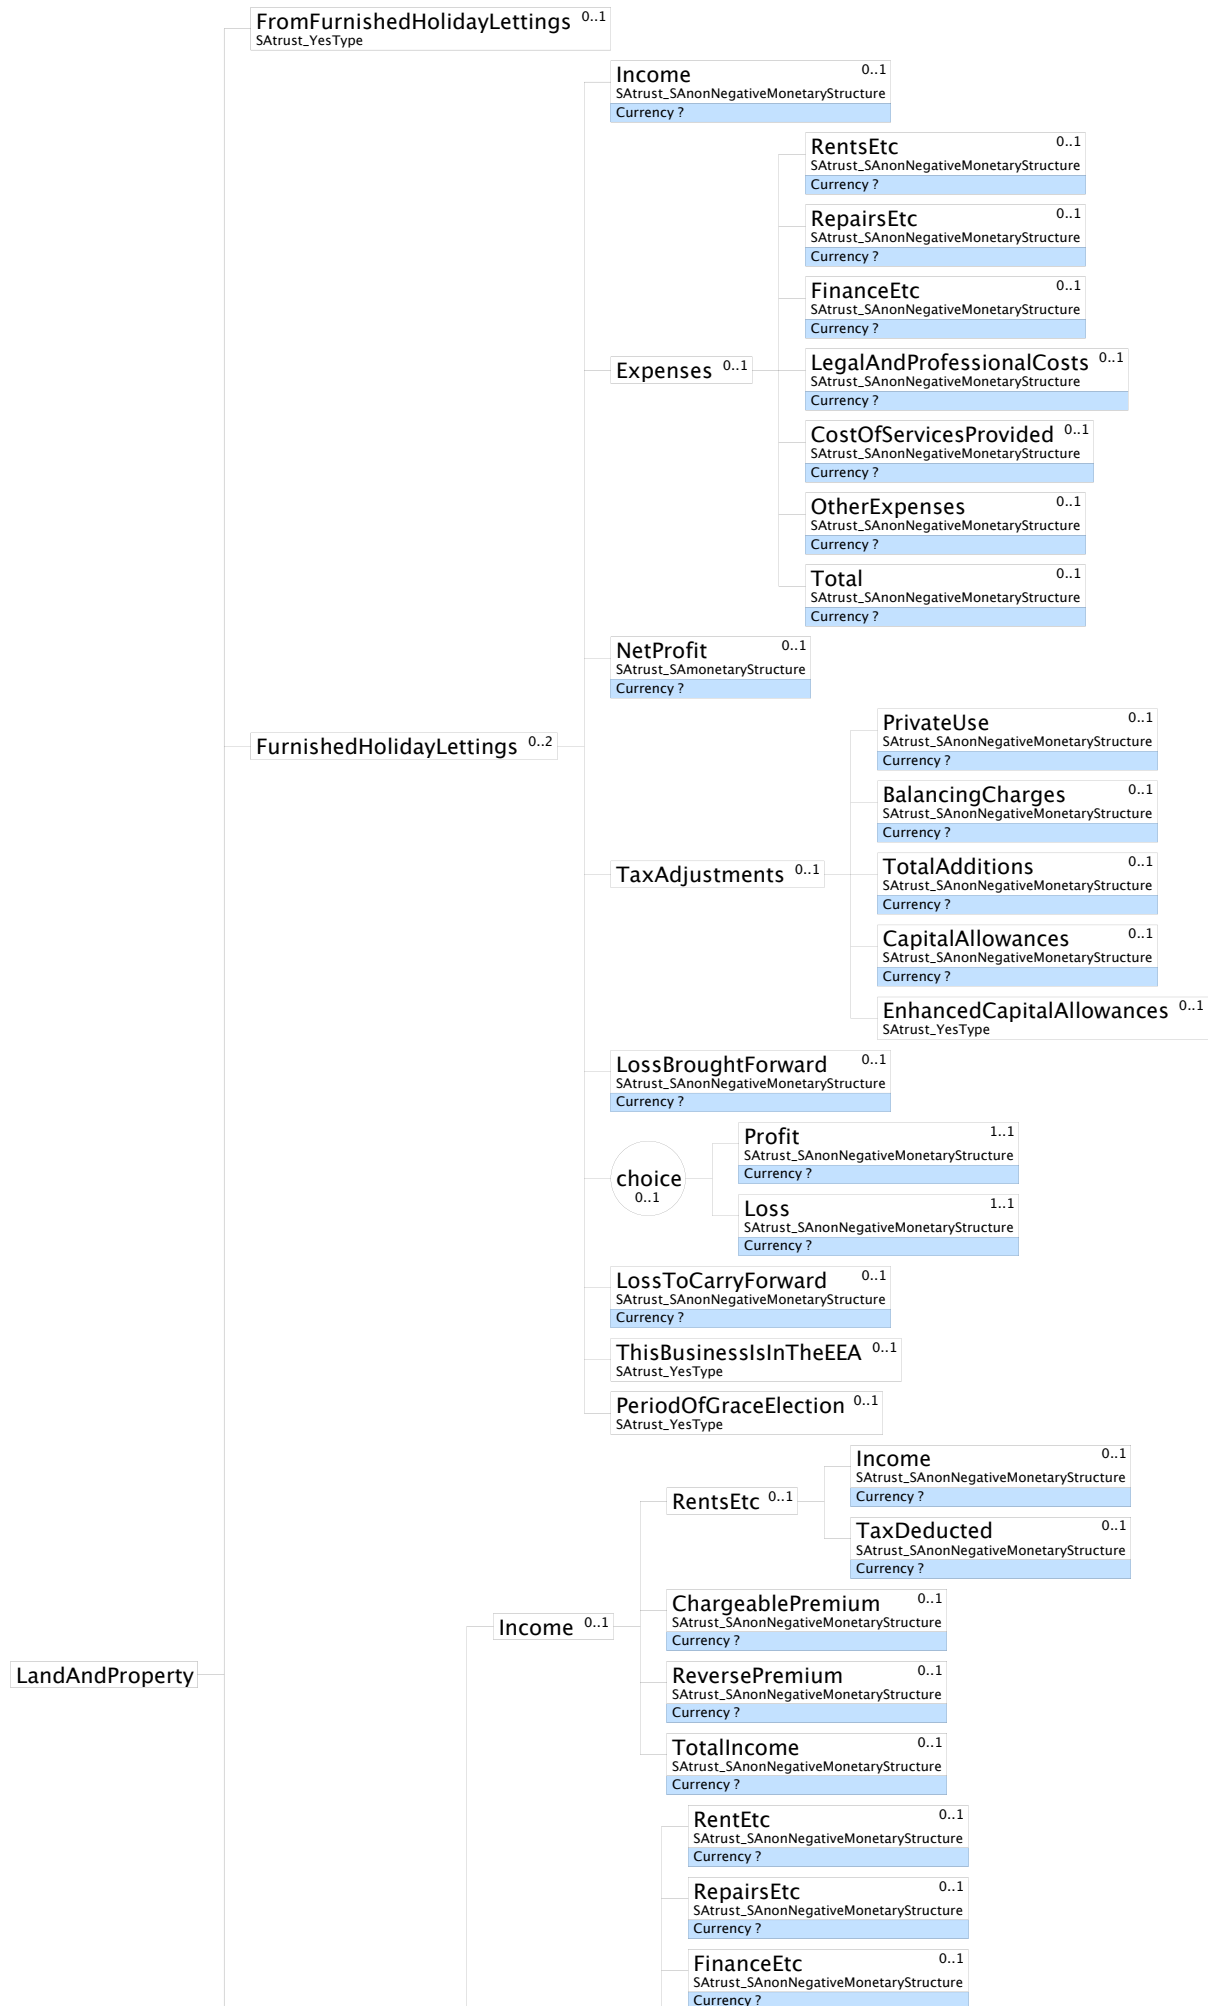 FromFurnishedHolidayLettings 0..1
SAtrust_YesType
Income 0..1
SAtrust_SAnonNegativeMonetaryStructure
Currency ?
RentsEtc 0..1
SAtrust_SAnonNegativeMonetaryStructure
Currency ?
RepairsEtc 0..1
SAtrust_SAnonNegativeMonetaryStructure
Currency ?
FinanceEtc 0..1
SAtrust_SAnonNegativeMonetaryStructure
Currency ?
Expenses 0..1
LegalAndProfessionalCosts 0..1
SAtrust_SAnonNegativeMonetaryStructure
Currency ?
CostOfServicesProvided 0..1
SAtrust_SAnonNegativeMonetaryStructure
Currency ?
OtherExpenses 0..1
SAtrust_SAnonNegativeMonetaryStructure
Currency ?
Total 0..1
SAtrust_SAnonNegativeMonetaryStructure
Currency ?
NetProfit 0..1
SAtrust_SAmonetaryStructure
Currency ?
FurnishedHolidayLettings 0..2
PrivateUse 0..1
SAtrust_SAnonNegativeMonetaryStructure
Currency ?
BalancingCharges 0..1
SAtrust_SAnonNegativeMonetaryStructure
Currency ?
TaxAdjustments 0..1
TotalAdditions 0..1
SAtrust_SAnonNegativeMonetaryStructure
Currency ?
CapitalAllowances 0..1
SAtrust_SAnonNegativeMonetaryStructure
Currency ?
EnhancedCapitalAllowances 0..1
SAtrust_YesType
LossBroughtForward 0..1
SAtrust_SAnonNegativeMonetaryStructure
Currency ?
choice
0..1
Profit 1..1
SAtrust_SAnonNegativeMonetaryStructure
Currency ?
Loss 1..1
SAtrust_SAnonNegativeMonetaryStructure
Currency ?
LossToCarryForward 0..1
SAtrust_SAnonNegativeMonetaryStructure
Currency ?
ThisBusinessIsInTheEEA 0..1
SAtrust_YesType
PeriodOfGraceElection 0..1
SAtrust_YesType
RentsEtc 0..1
Income 0..1
SAtrust_SAnonNegativeMonetaryStructure
Currency ?
TaxDeducted 0..1
SAtrust_SAnonNegativeMonetaryStructure
Currency ?
Income 0..1
ChargeablePremium 0..1
SAtrust_SAnonNegativeMonetaryStructure
Currency ?
LandAndProperty
ReversePremium 0..1
SAtrust_SAnonNegativeMonetaryStructure
Currency ?
TotalIncome 0..1
SAtrust_SAnonNegativeMonetaryStructure
Currency ?
RentEtc 0..1
SAtrust_SAnonNegativeMonetaryStructure
Currency ?
RepairsEtc 0..1
SAtrust_SAnonNegativeMonetaryStructure
Currency ?
FinanceEtc 0..1
SAtrust_SAnonNegativeMonetaryStructure
Currency ?